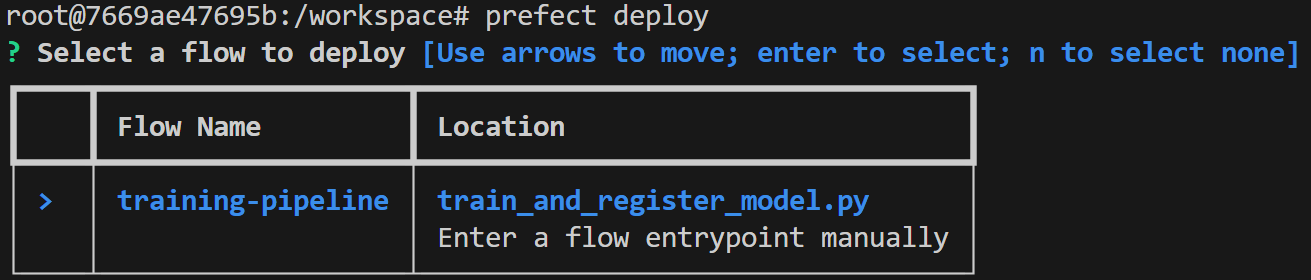 root@7669ae47695b:/workspace# prefect deploy
? Select a flow to deploy [Use arrows to move; enter to select; n to select none]
Flow Name Location
> training-pipeline train_and_register_model.py
Enter a flow entrypoint manually